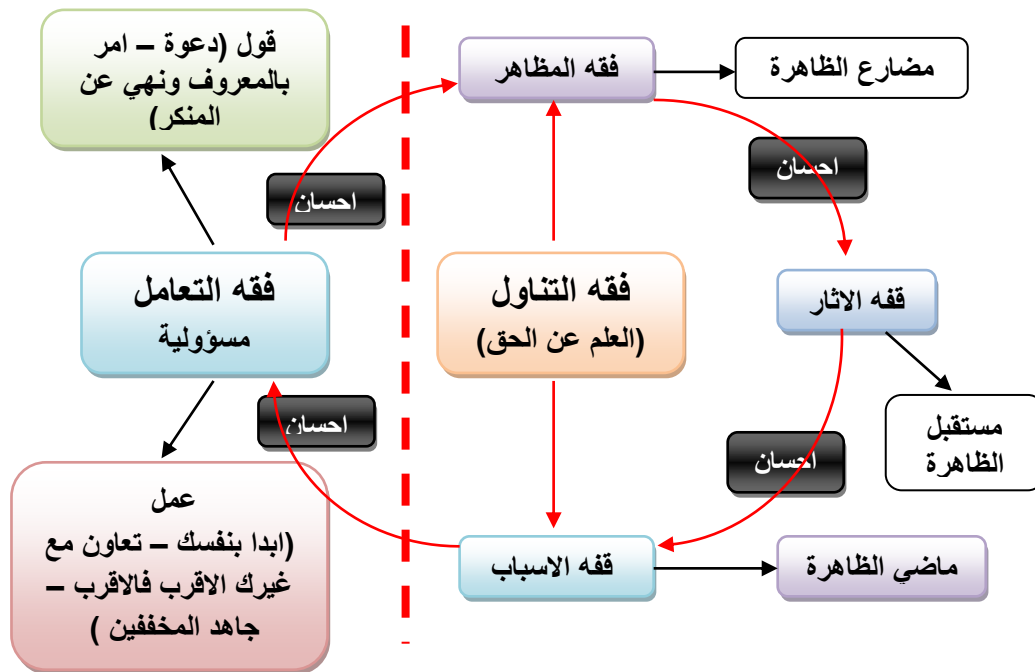 فقه المظاهر
مضارع الظاهرة
قول (دعوة – امر
بالمعروف ونهي عن
المنكر)
احسان
احسان
فقه التناول
(العلم عن الحق)
فقه التعامل
مسؤولية
قفه الاثار
احسان
احسان
مستقبل
الظاهرة
قفه الاسباب
ماضي الظاهرة
عمل
(ابدا بنفسك – تعاون مع
غيرك الاقرب فالاقرب –
جاهد المخففين )